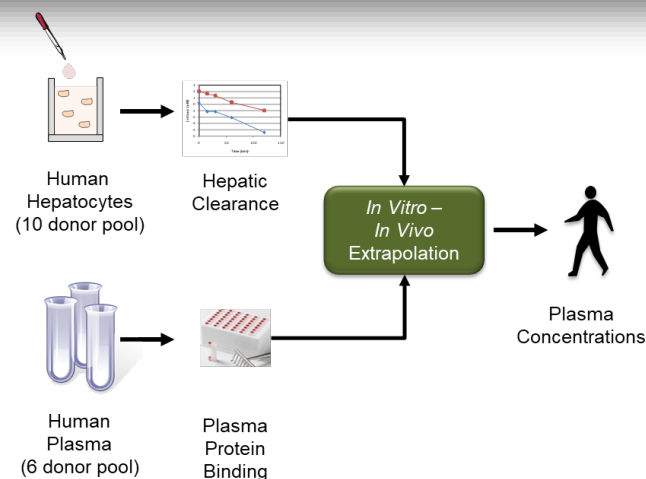 Human
Hepatocytes
(10 donor pool)
Hepatic
Clearance
In Vitro –
In Vivo
Extrapolation
Plasma
Concentrations
Human
Plasma
(6 donor pool)
Plasma
Protein
Binding